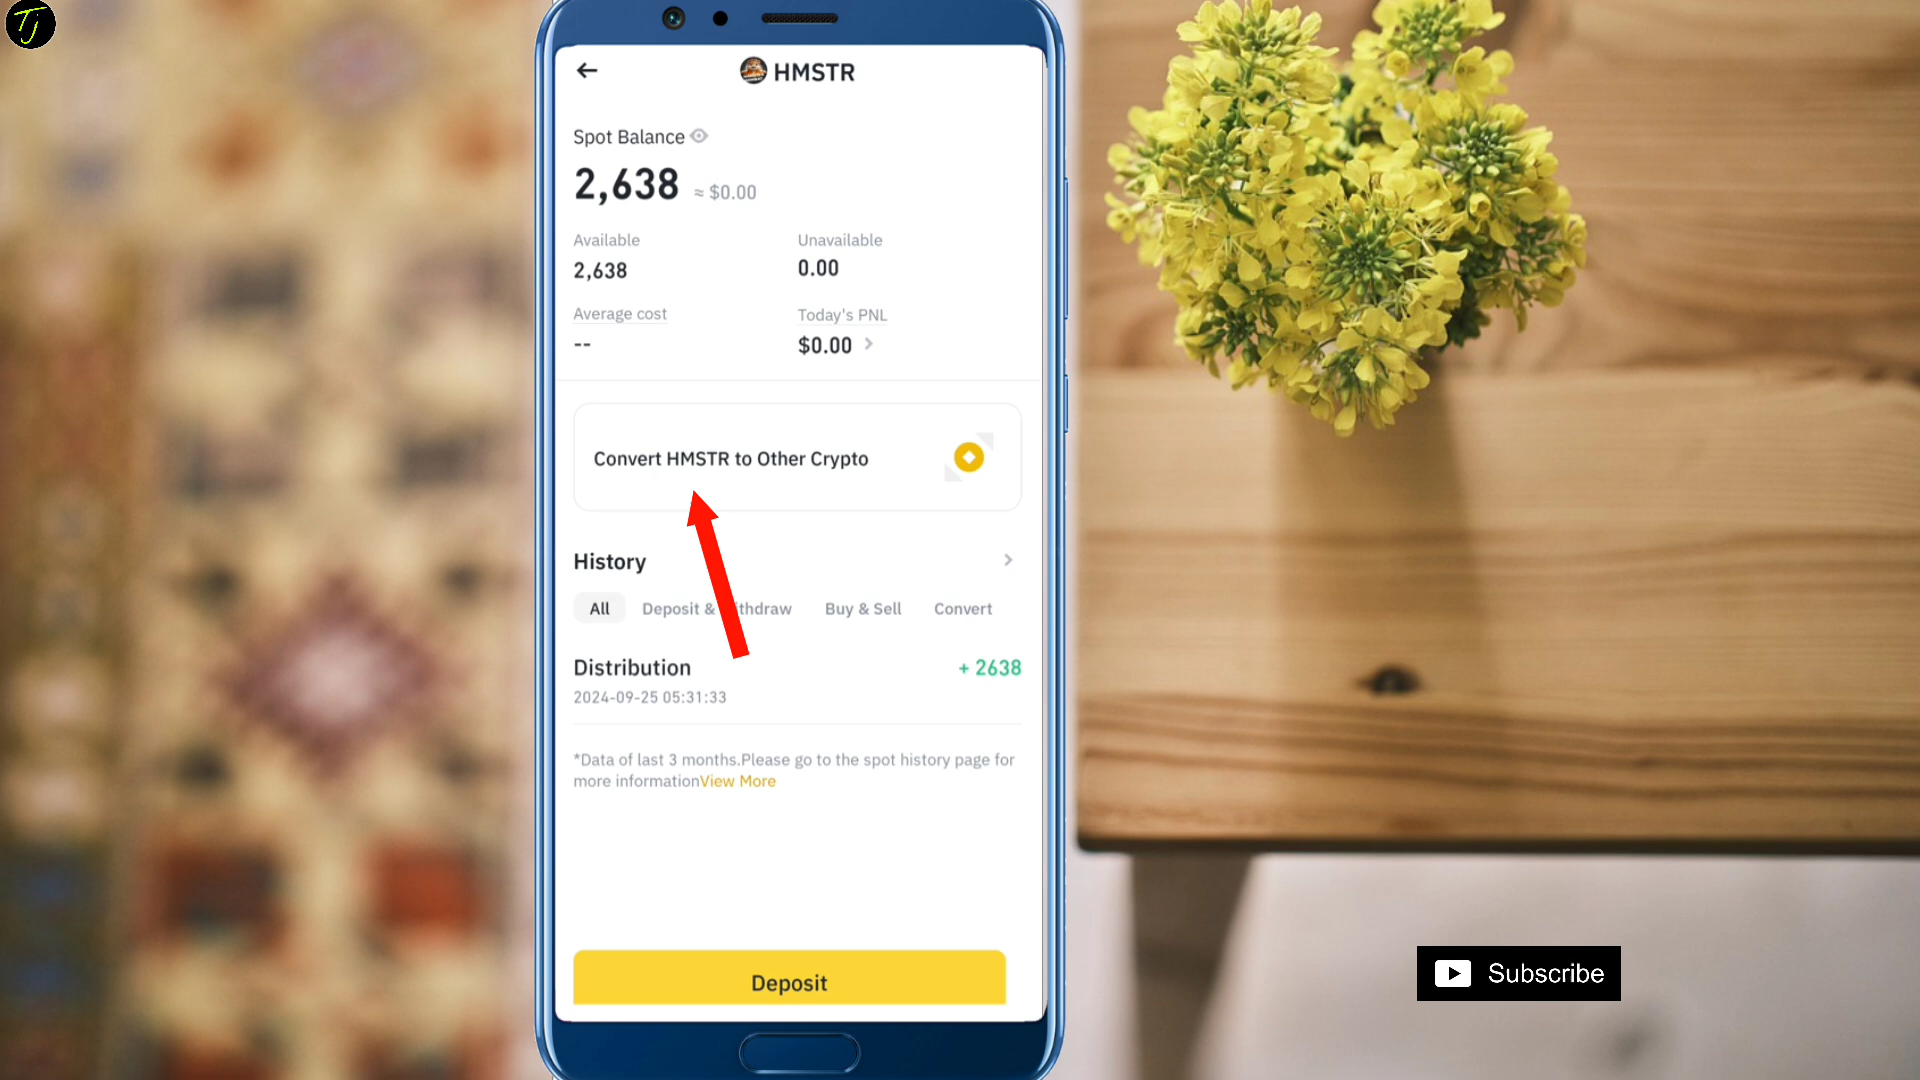 Tj
HMSTR
Spot Balance
2,638 ≈ $0.00
Available Unavailable
2,638 0.00
Average cost Today's PNL
-- $0.00
Convert HMSTR to Other Crypto
History
All Deposit & thdraw Buy & Sell Convert
Distribution + 2638
2024-09-25 05:31:33
*Data of last 3 months.Please go to the spot history page for
more informationView More
Deposit
Subscribe